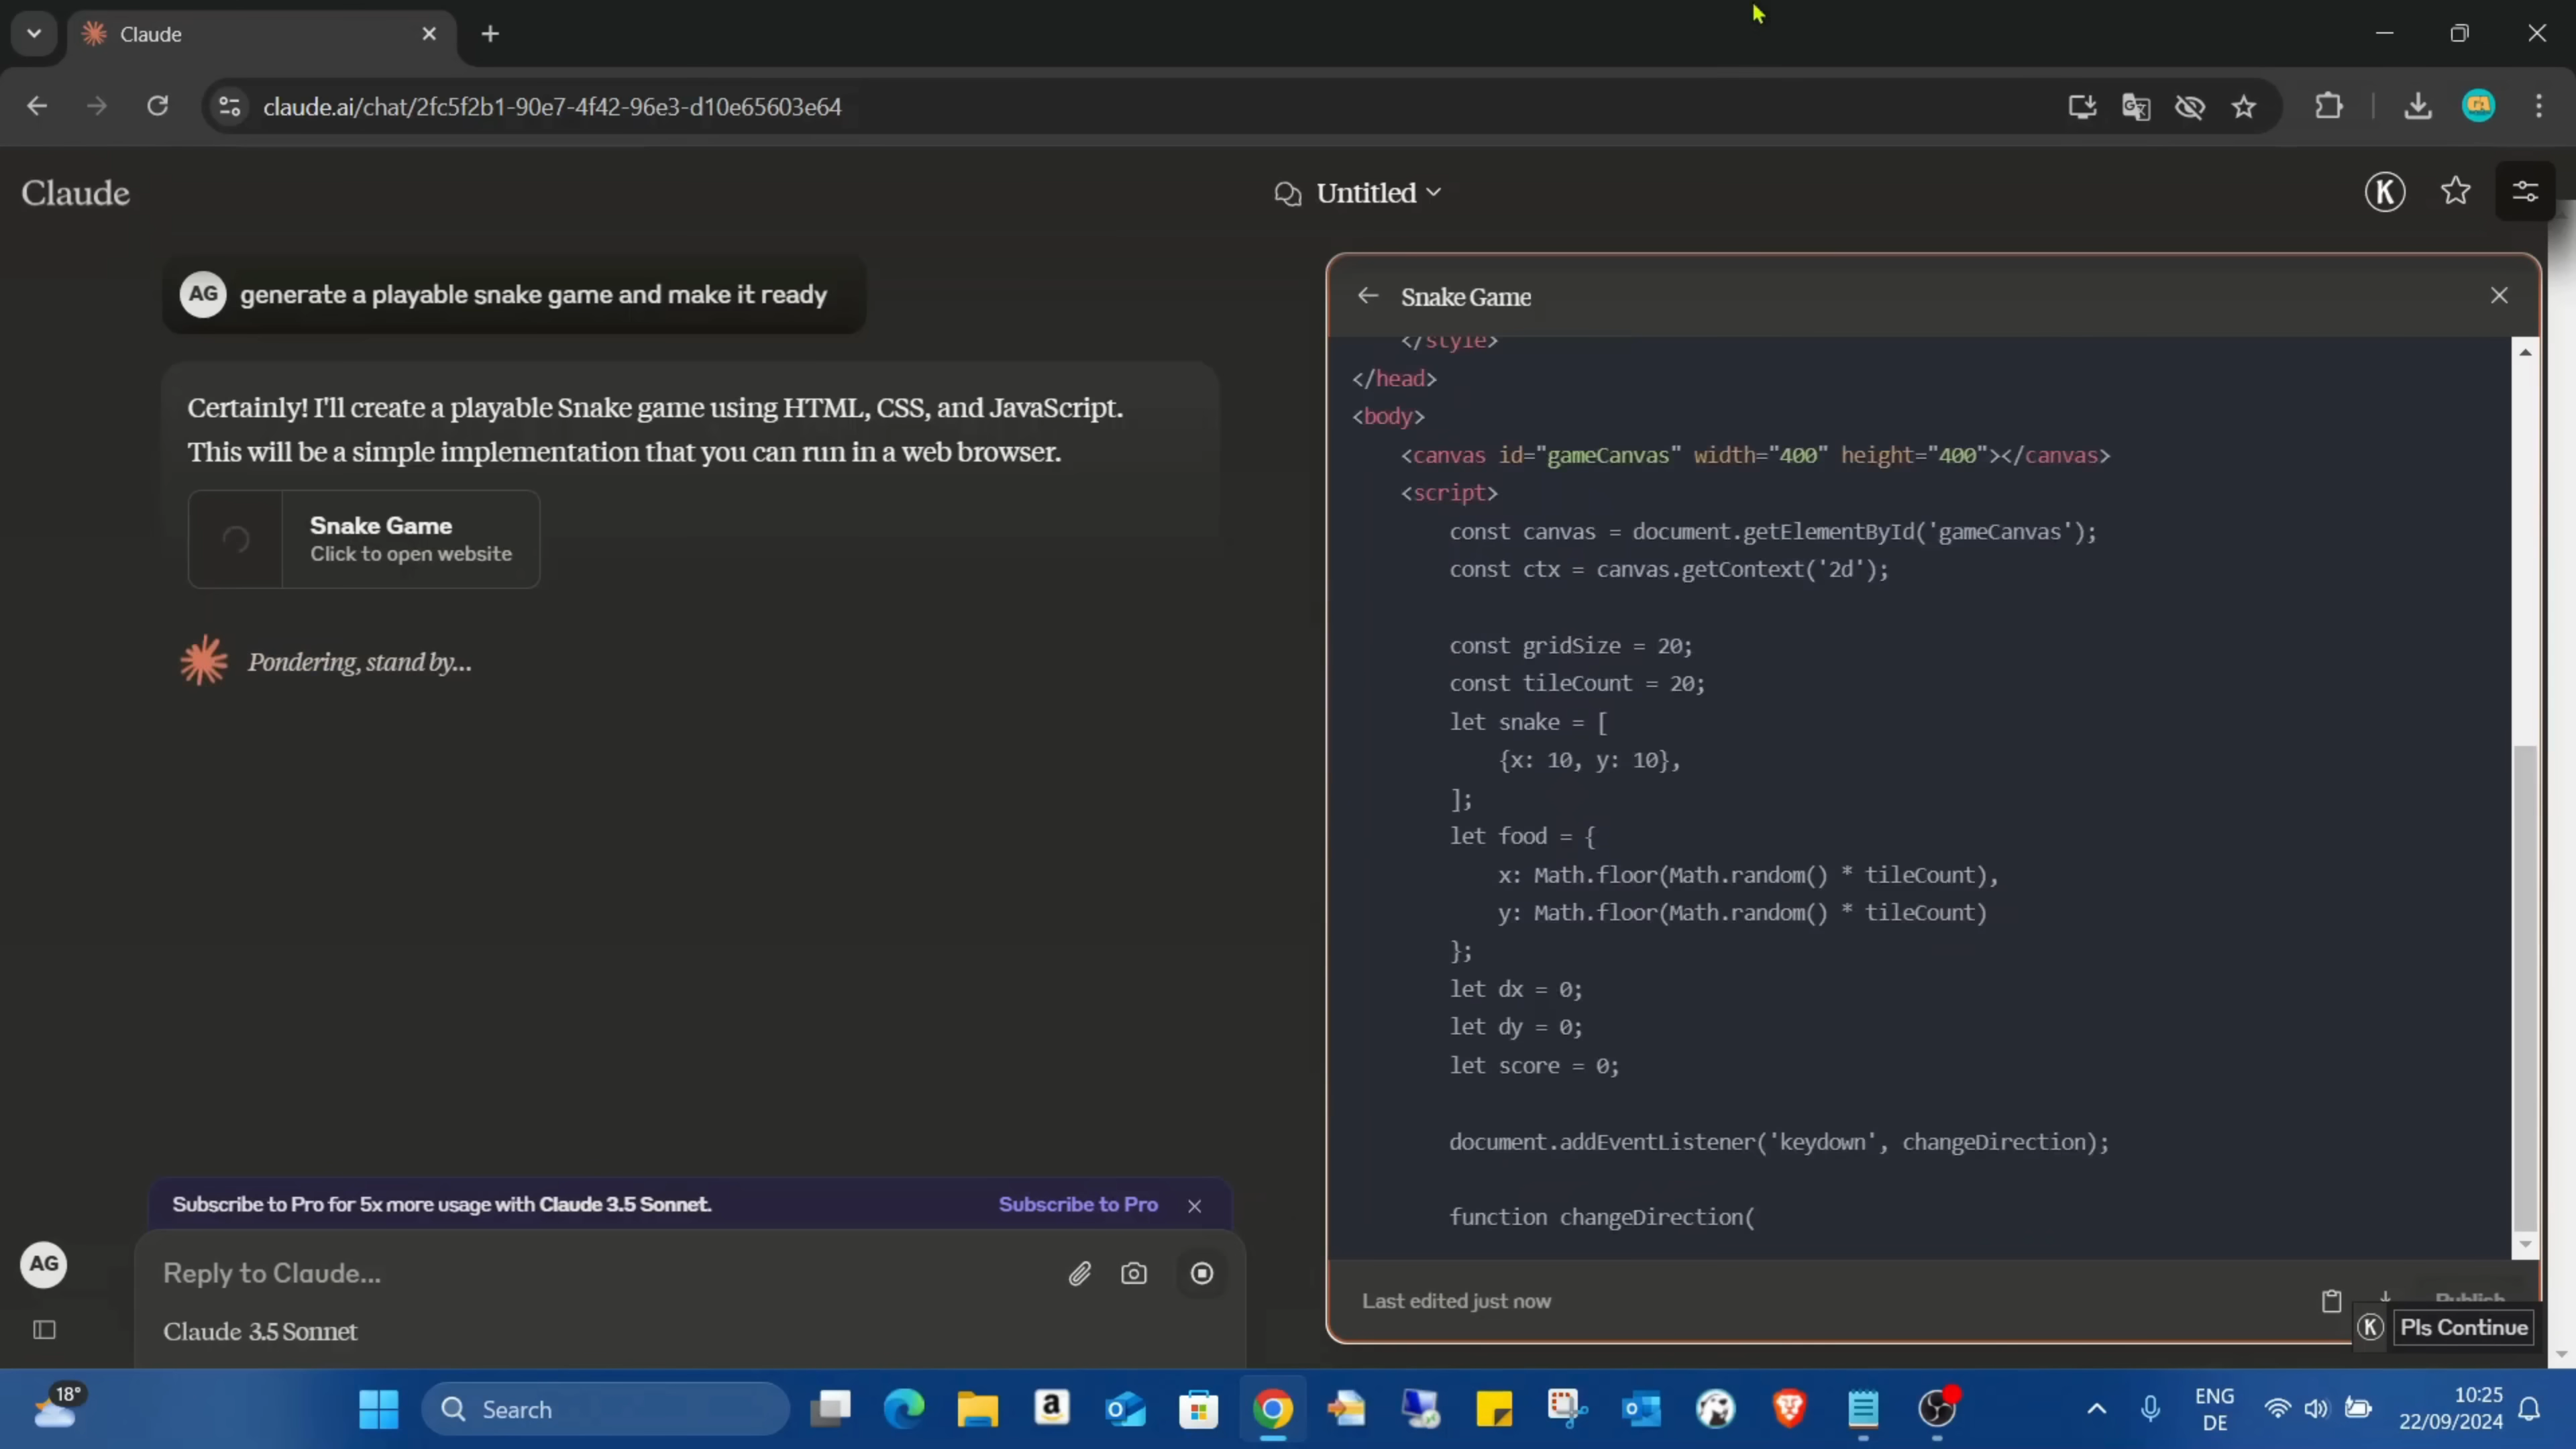 Claude
claude.ai/chat/2fc5f2b1-90e7-4f42-96e3-d10e65603e64
Claude
Untitled
K
AG generate a playable snake game and make it ready
Certainly! I'll create a playable Snake game using HTML, CSS, and JavaScript.
This will be a simple implementation that you can run in a web browser.
Snake Game
Click to open website
Pondering, stand by...
Subscribe to Pro for 5x more usage with Claude 3.5 Sonnet. Subscribe to Pro
AG
Reply to Claude...
Claude 3.5 Sonnet
Snake Game
</style>
</head>
<body>
<canvas id="gameCanvas" width="400" height="400"></canvas>
<script>
const canvas = document.getElementById('gameCanvas');
const ctx = canvas.getContext('2d');
const gridSize = 20;
const tileCount = 20;
let snake = [
{x: 10, y: 10},
];
let food = {
x: Math.floor(Math.random() * tileCount),
y: Math.floor(Math.random() * tileCount)
};
let dx = 0;
let dy = 0;
let score = 0;
document.addEventListener('keydown', changeDirection);
function changeDirection(
Last edited just now
Publish
K Pls Continue
18°
Search
ENG
DE
10:25
22/09/2024